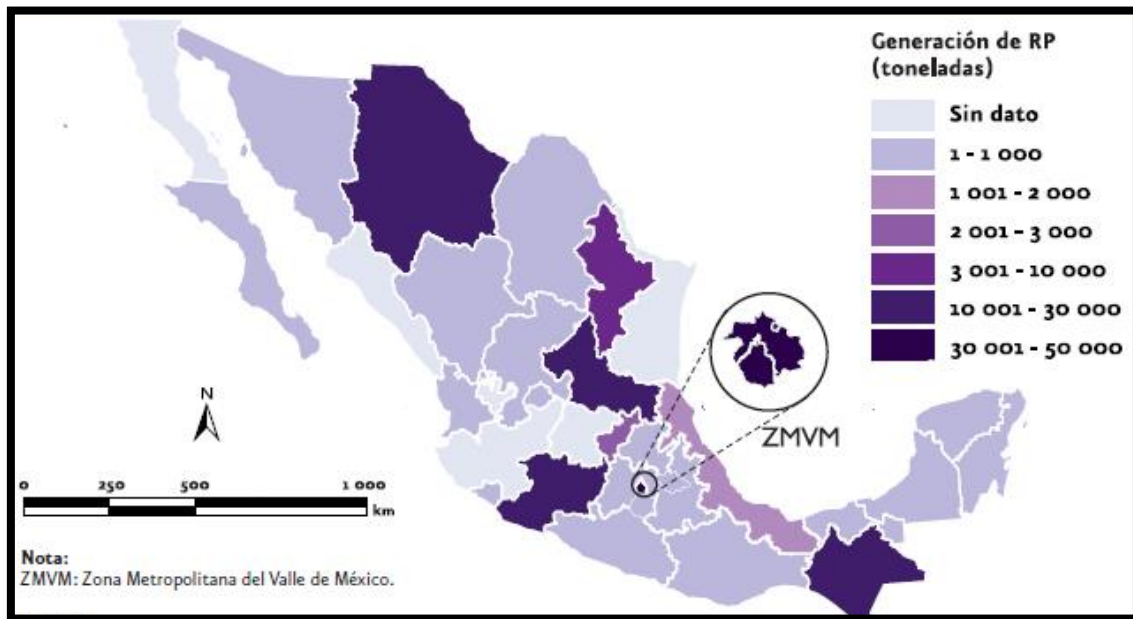 Generación de RP
(toneladas)
Sin dato
1 - 1 000
1 001 - 2 000
2 001 - 3 000
3 001 - 10 000
10 001 - 30 000
30 001 - 50 000
ZMVM
N
0 250 500 1 000
km
Nota:
ZMVM: Zona Metropolitana del Valle de México.